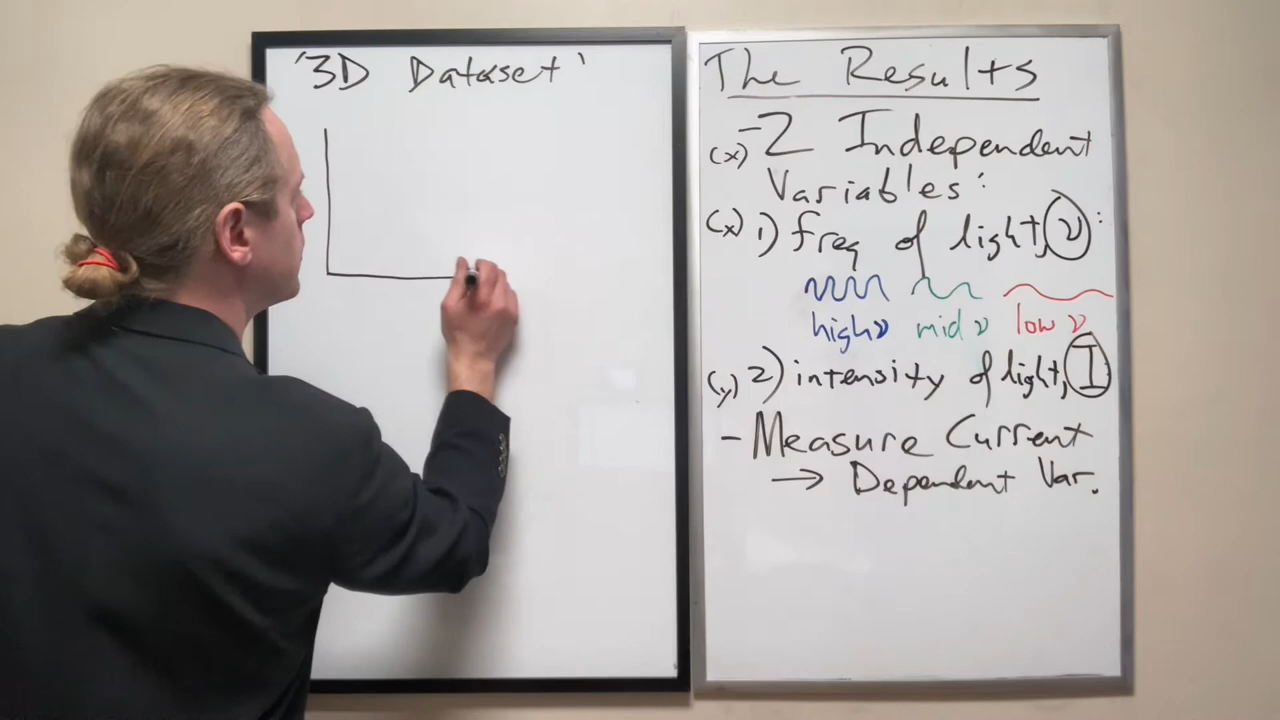 '3D Dataset'
The Results
(x) - 2 Independent
Variables:
(x) 1) freq of light, ν:
high ν mid ν low ν
(y) 2) intensity of light, I
- Measure Current
→ Dependent Var.